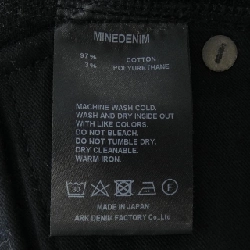 MINEDENIM
97% COTTON
3% POLYURETHANE
MACHINE WASH COLD.
WASH AND DRY INSIDE OUT
WITH LIKE COLORS.
DO NOT BLEACH.
DO NOT TUMBLE DRY.
DRY CLEANABLE.
WARM IRON.
MADE IN JAPAN
ARK DENIM FACTORY Co.,Ltd